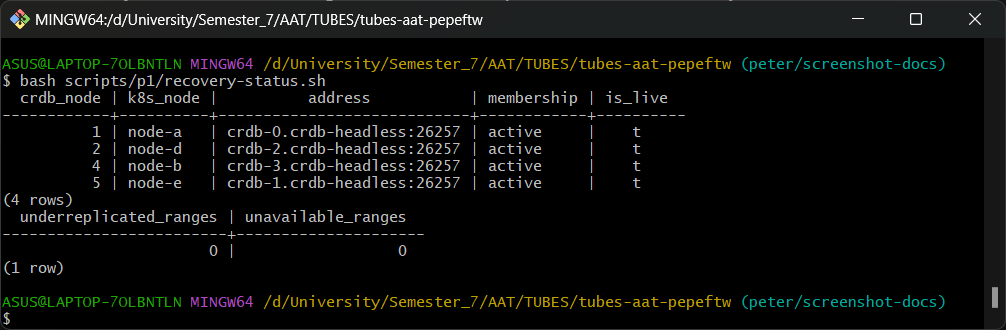 MINGW64:/d/University/Semester_7/AAT/TUBES/tubes-aat-pepeftw
ASUS@LAPTOP-7OLBNTLN MINGW64 /d/University/Semester_7/AAT/TUBES/tubes-aat-pepeftw (peter/screenshot-docs)
$ bash scripts/p1/recovery-status.sh
  crdb_node | k8s_node |          address           | membership | is_live
------------+----------+----------------------------+------------+----------
          1 | node-a   | crdb-0.crdb-headless:26257 | active     |    t
          2 | node-d   | crdb-2.crdb-headless:26257 | active     |    t
          4 | node-b   | crdb-3.crdb-headless:26257 | active     |    t
          5 | node-e   | crdb-1.crdb-headless:26257 | active     |    t
(4 rows)
  underreplicated_ranges | unavailable_ranges
-------------------------+---------------------
                       0 |                  0
(1 row)
ASUS@LAPTOP-7OLBNTLN MINGW64 /d/University/Semester_7/AAT/TUBES/tubes-aat-pepeftw (peter/screenshot-docs)
$